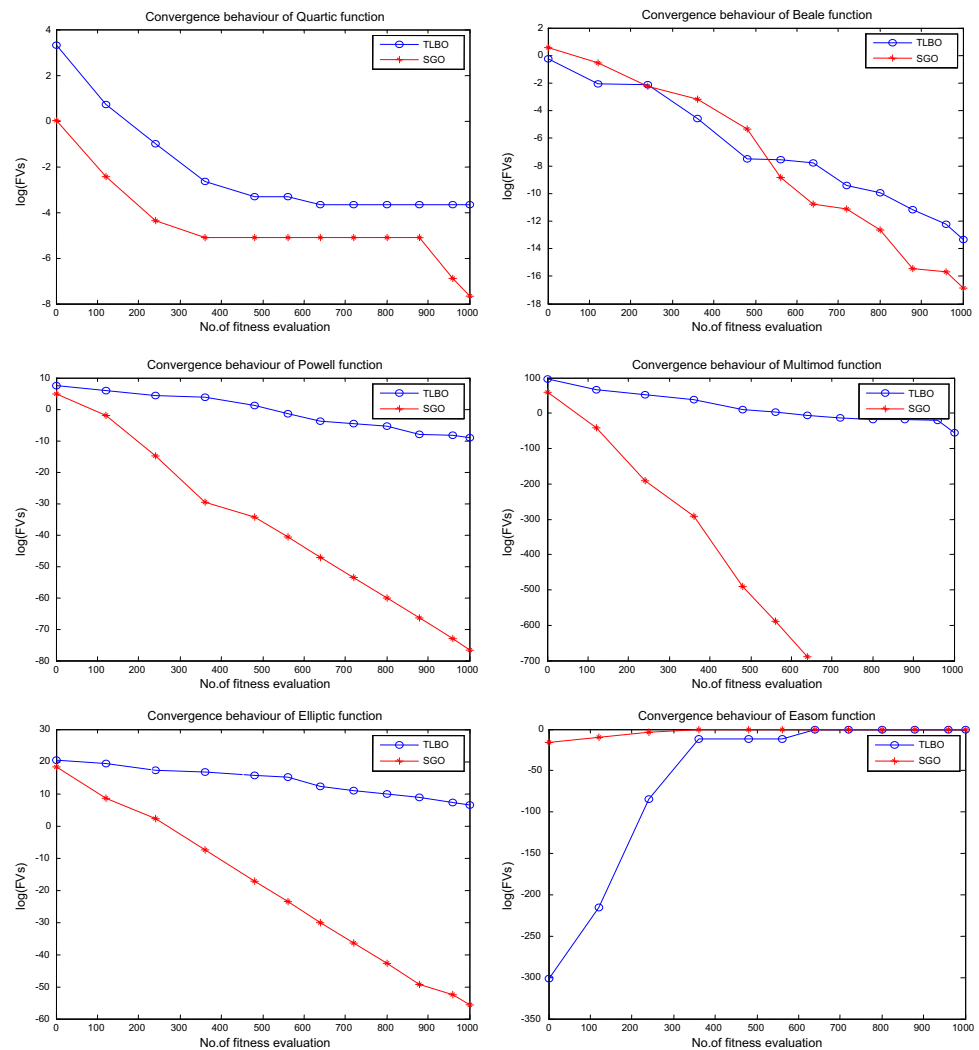 Convergence behaviour of Quartic function
4
2
0
-2
-4
-6
-8
log(FVs)
TLBO
SGO
0 100 200 300 400 500 600 700 800 900 1000
No.of fitness evaluation
Convergence behaviour of Beale function
2
0
-2
-4
-6
-8
-10
-12
-14
-16
-18
log(FVs)
TLBO
SGO
0 100 200 300 400 500 600 700 800 900 1000
No.of fitness evaluation
Convergence behaviour of Powell function
10
0
-10
-20
-30
-40
-50
-60
-70
-80
log(FVs)
TLBO
SGO
0 100 200 300 400 500 600 700 800 900 1000
No.of fitness evaluation
Convergence behaviour of Multimod function
100
0
-100
-200
-300
-400
-500
-600
-700
log(FVs)
TLBO
SGO
0 100 200 300 400 500 600 700 800 900 1000
No.of fitness evaluation
Convergence behaviour of Elliptic function
30
20
10
0
-10
-20
-30
-40
-50
-60
log(FVs)
TLBO
SGO
0 100 200 300 400 500 600 700 800 900 1000
No.of fitness evaluation
Convergence behaviour of Easom function
0
-50
-100
-150
-200
-250
-300
-350
log(FVs)
TLBO
SGO
0 100 200 300 400 500 600 700 800 900 1000
No.of fitness evaluation